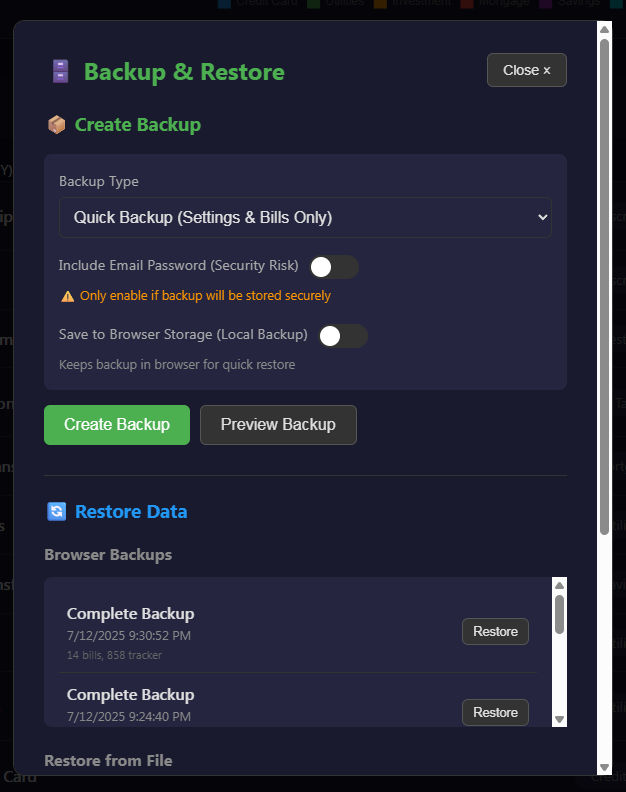 Credit Card Utilities Investment Mortgage Savings
Backup & Restore
Close ×
Create Backup
Backup Type
Quick Backup (Settings & Bills Only)
Include Email Password (Security Risk)
Only enable if backup will be stored securely
Save to Browser Storage (Local Backup)
Keeps backup in browser for quick restore
Create Backup
Preview Backup
Restore Data
Browser Backups
Complete Backup
7/12/2025 9:30:52 PM
14 bills, 858 tracker
Restore
Complete Backup
7/12/2025 9:24:40 PM
Restore
Restore from File
Card